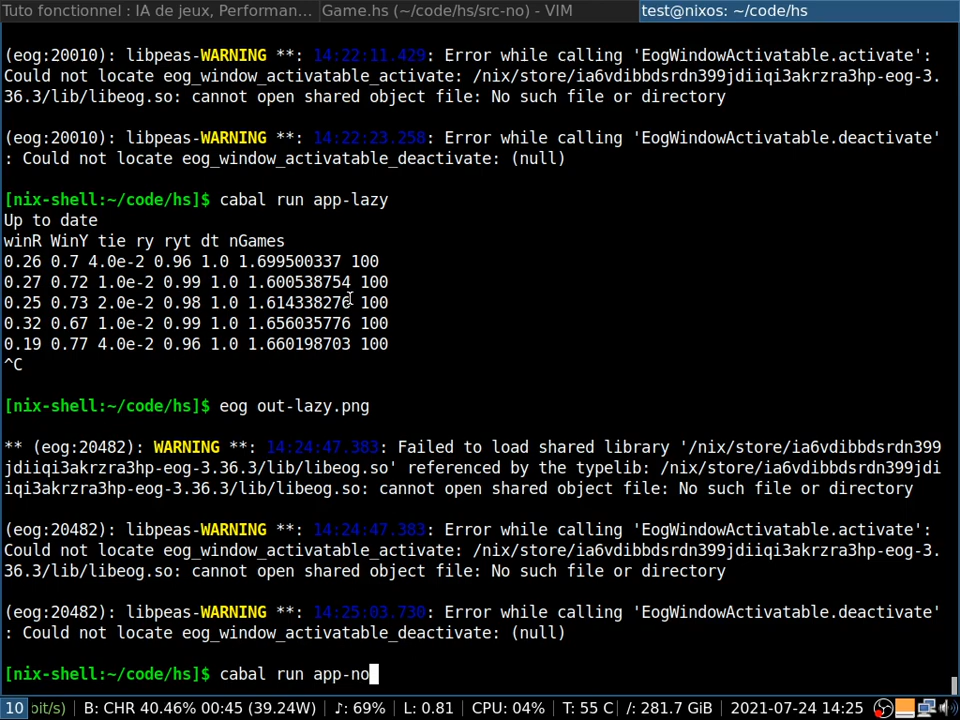 Tuto fonctionnel : IA de jeux, Performan... Game.hs (~/code/hs/src-no) - VIM test@nixos: ~/code/hs
(eog:20010): libpeas-WARNING **: 14:22:11.429: Error while calling 'EogWindowActivatable.activate':
Could not locate eog_window_activatable_activate: /nix/store/ia6vdibbdsrdn399jdiiqi3akrzra3hp-eog-3.
36.3/lib/libeog.so: cannot open shared object file: No such file or directory
(eog:20010): libpeas-WARNING **: 14:22:23.258: Error while calling 'EogWindowActivatable.deactivate'
: Could not locate eog_window_activatable_deactivate: (null)
[nix-shell:~/code/hs]$ cabal run app-lazy
Up to date
winR WinY tie ry ryt dt nGames
0.26 0.7 4.0e-2 0.96 1.0 1.699500337 100
0.27 0.72 1.0e-2 0.99 1.0 1.600538754 100
0.25 0.73 2.0e-2 0.98 1.0 1.614338276 100
0.32 0.67 1.0e-2 0.99 1.0 1.656035776 100
0.19 0.77 4.0e-2 0.96 1.0 1.660198703 100
^C
[nix-shell:~/code/hs]$ eog out-lazy.png
** (eog:20482): WARNING **: 14:24:47.383: Failed to load shared library '/nix/store/ia6vdibbdsrdn399
jdiiqi3akrzra3hp-eog-3.36.3/lib/libeog.so' referenced by the typelib: /nix/store/ia6vdibbdsrdn399jdi
iqi3akrzra3hp-eog-3.36.3/lib/libeog.so: cannot open shared object file: No such file or directory
(eog:20482): libpeas-WARNING **: 14:24:47.383: Error while calling 'EogWindowActivatable.activate':
Could not locate eog_window_activatable_activate: /nix/store/ia6vdibbdsrdn399jdiiqi3akrzra3hp-eog-3.
36.3/lib/libeog.so: cannot open shared object file: No such file or directory
(eog:20482): libpeas-WARNING **: 14:25:03.730: Error while calling 'EogWindowActivatable.deactivate'
: Could not locate eog_window_activatable_deactivate: (null)
[nix-shell:~/code/hs]$ cabal run app-no
10 bit/s) | B: CHR 40.46% 00:45 (39.24W) | ♪: 69% | L: 0.81 | CPU: 04% | T: 55 C | /: 281.7 GiB | 2021-07-24 14:25